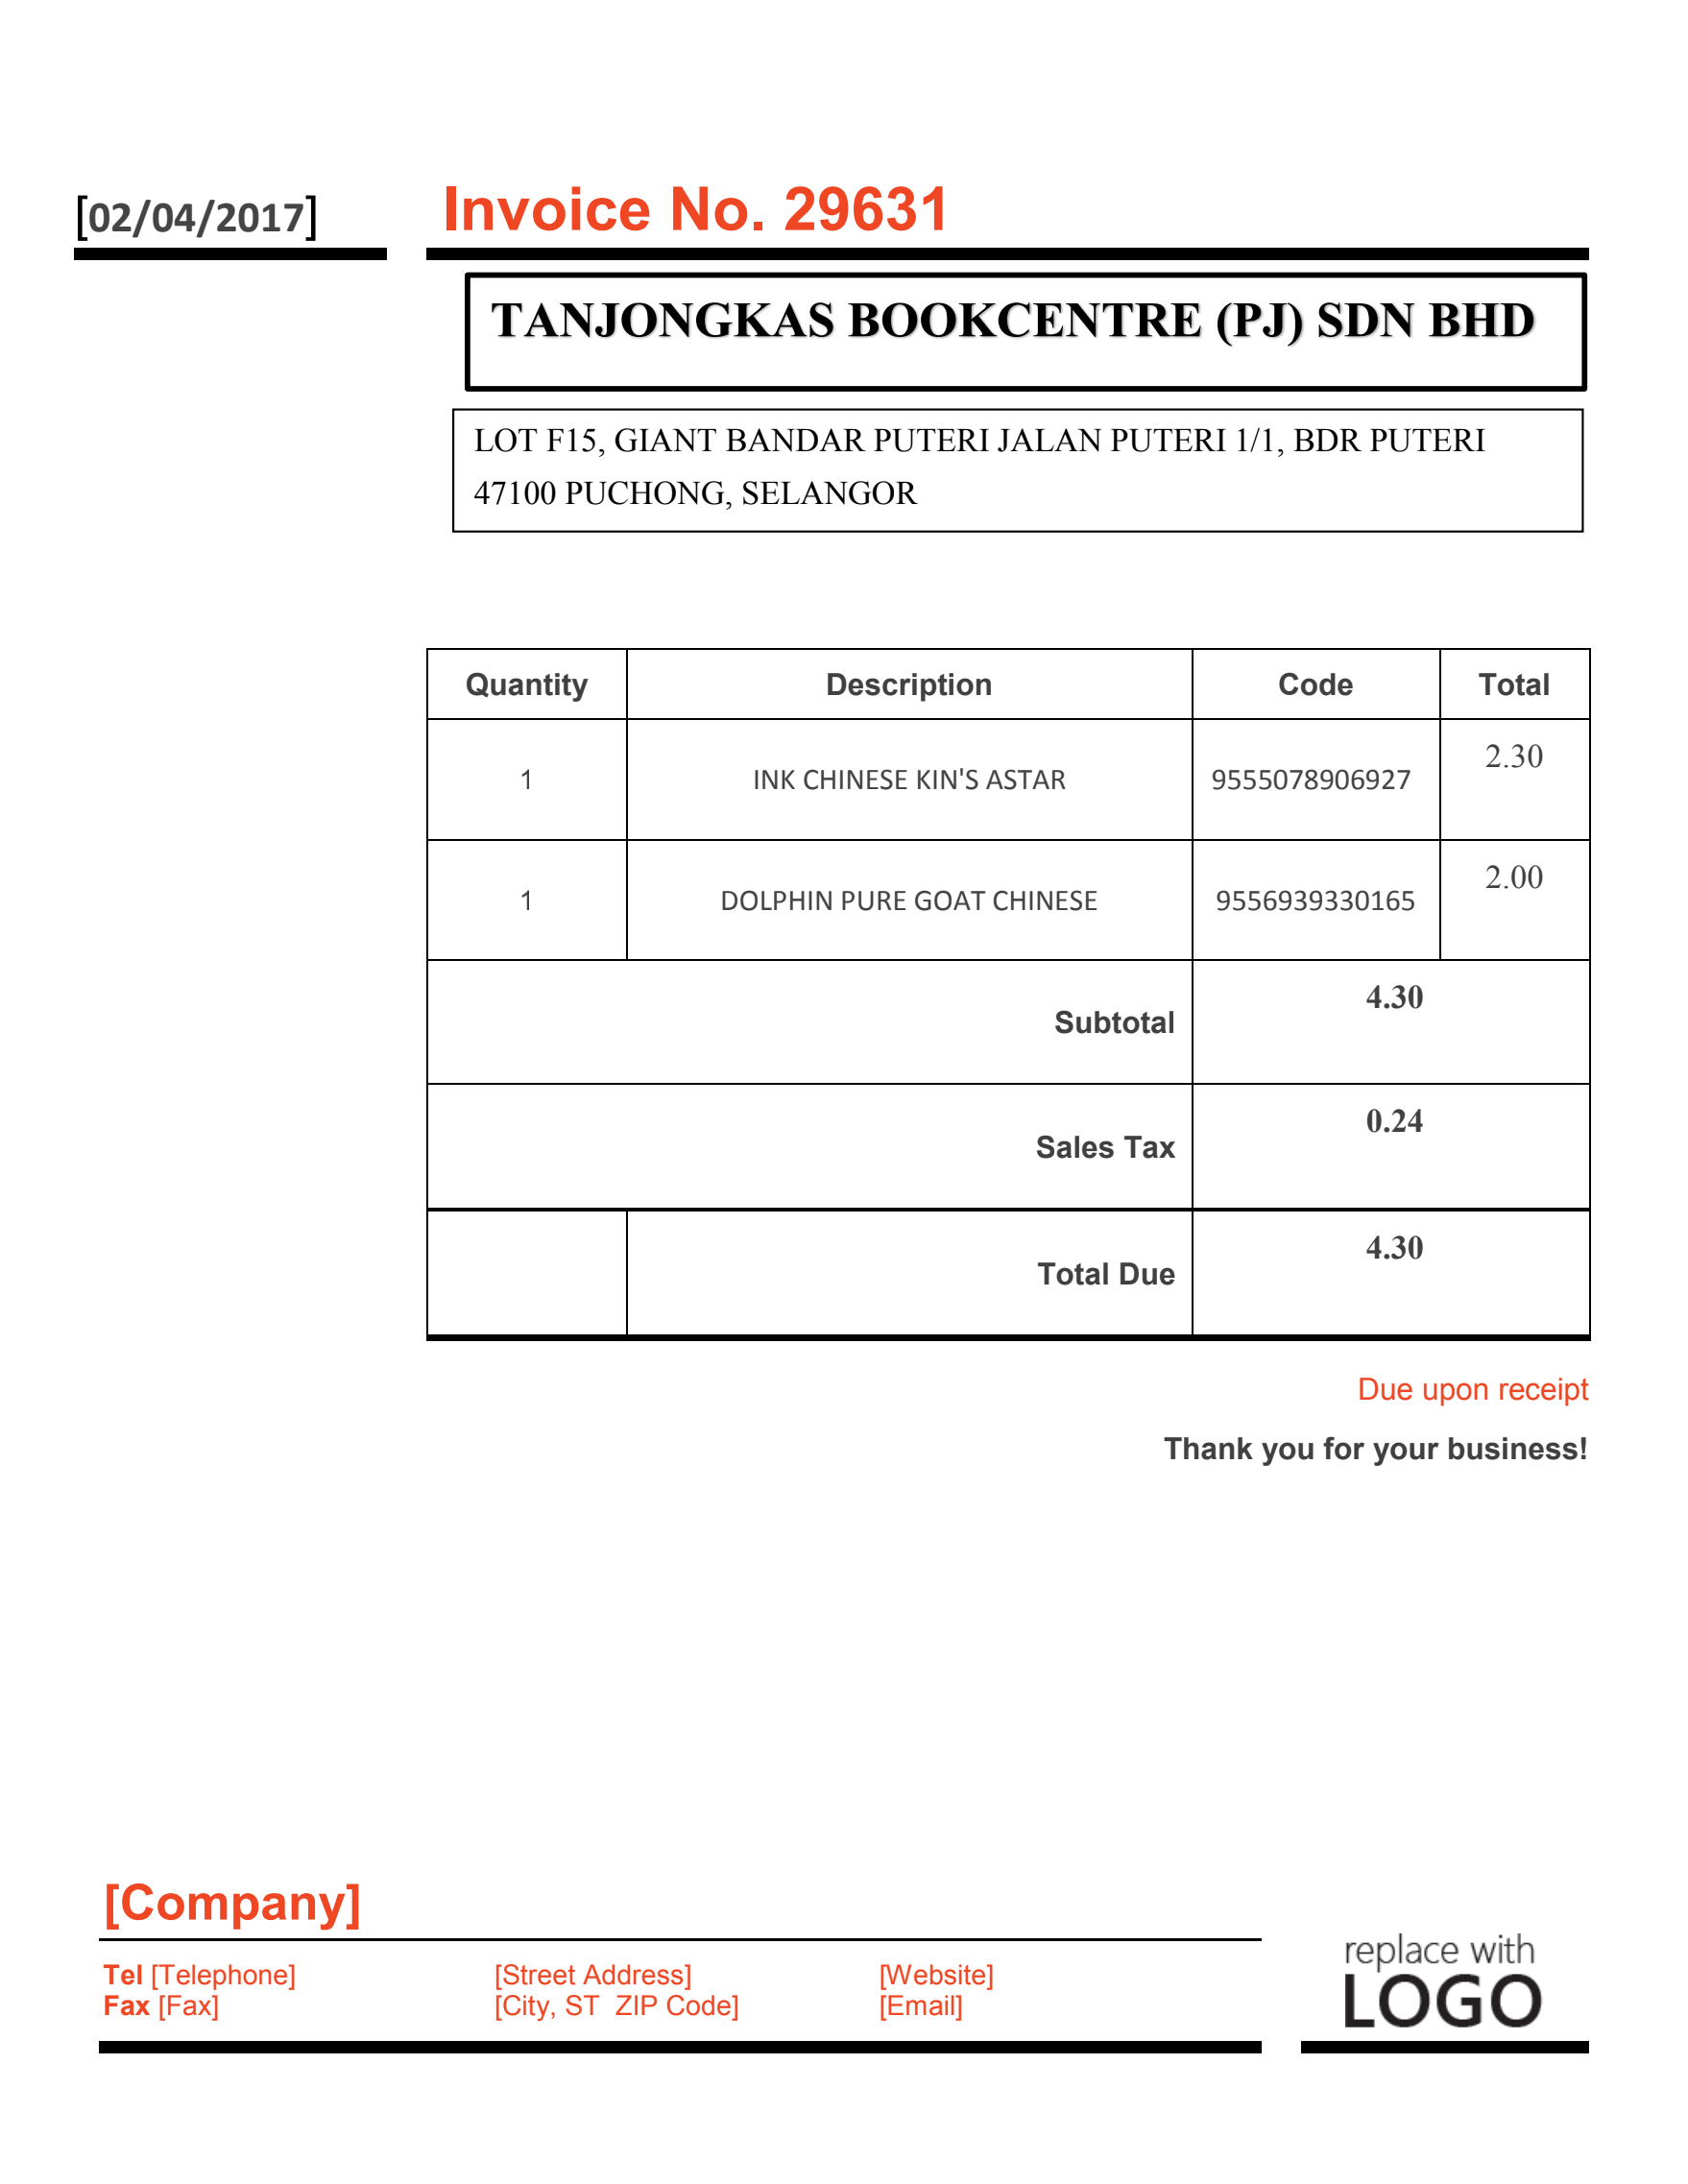 [02/04/2017] Invoice No. 29631
TANJONGKAS BOOKCENTRE (PJ) SDN BHD
LOT F15, GIANT BANDAR PUTERI JALAN PUTERI 1/1, BDR PUTERI
47100 PUCHONG, SELANGOR
Quantity Description Code Total
1 INK CHINESE KIN'S ASTAR 9555078906927 2.30
1 DOLPHIN PURE GOAT CHINESE 9556939330165 2.00
Subtotal 4.30
Sales Tax 0.24
Total Due 4.30
Due upon receipt
Thank you for your business!
[Company]
Tel [Telephone] [Street Address] [Website]
Fax [Fax] [City, ST  ZIP Code] [Email]
replace with
LOGO